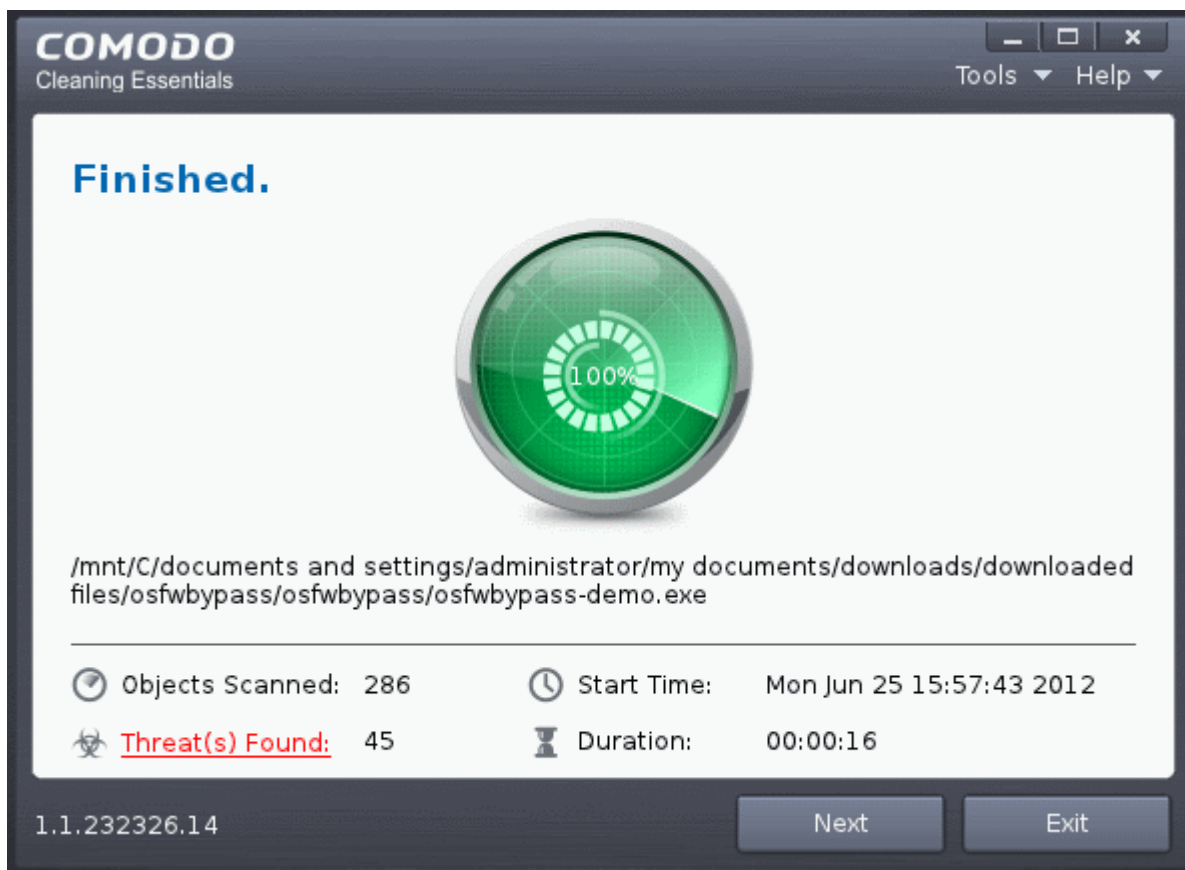 COMODO
Cleaning Essentials
Tools Help
Finished.
100%
/mnt/C/documents and settings/administrator/my documents/downloads/downloaded
files/osfwbypass/osfwbypass/osfwbypass-demo.exe
Objects Scanned: 286 Start Time: Mon Jun 25 15:57:43 2012
Threat(s) Found: 45 Duration: 00:00:16
1.1.232326.14 Next Exit